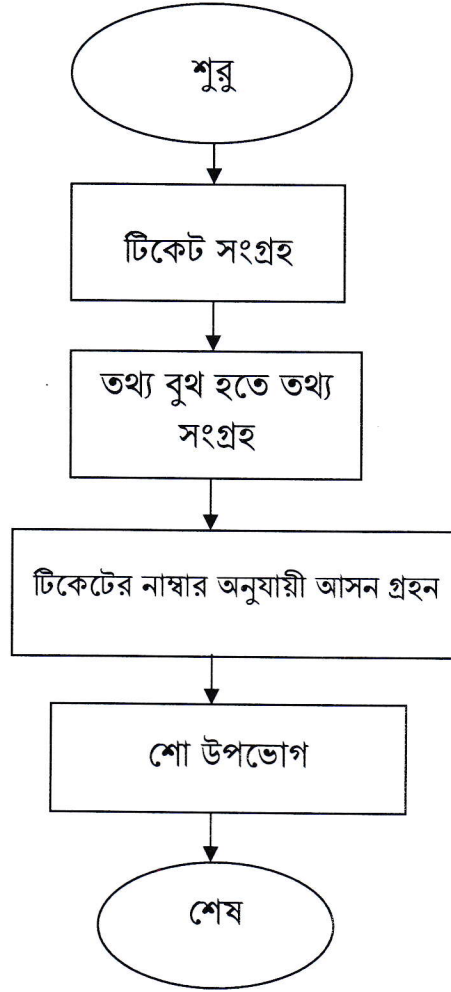 শুরু
টিকেট সংগ্রহ
তথ্য বুথ হতে তথ্য
সংগ্রহ
টিকেটের নাম্বার অনুযায়ী আসন গ্রহন
শো উপভোগ
শেষ